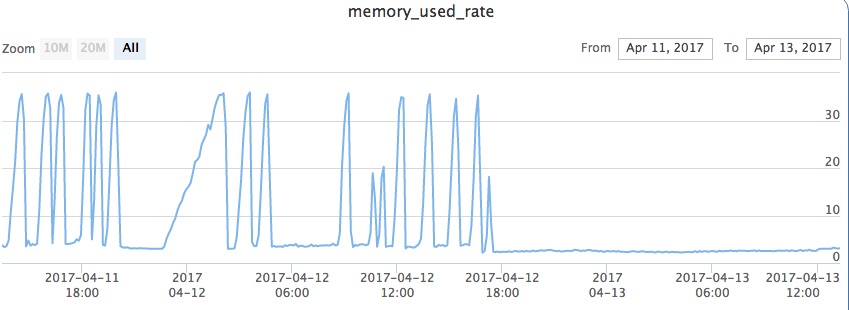 memory_used_rate
Zoom 10M 20M All From Apr 11, 2017 To Apr 13, 2017
30
20
10
0
2017-04-11 2017 2017-04-12 2017-04-12 2017-04-12 2017 2017-04-13 2017-04-13
18:00 04-12 06:00 12:00 18:00 04-13 06:00 12:00